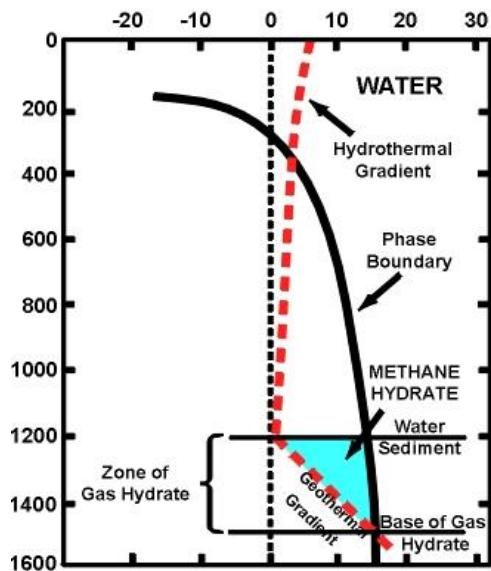 -20 -10 0 10 20 30
0
200
400
600
800
1000
1200
1400
1600
WATER
Hydrothermal
Gradient
Phase
Boundary
METHANE
HYDRATE
Water
Sediment
Zone of
Gas Hydrate
Geothermal
Gradient
Base of Gas
Hydrate